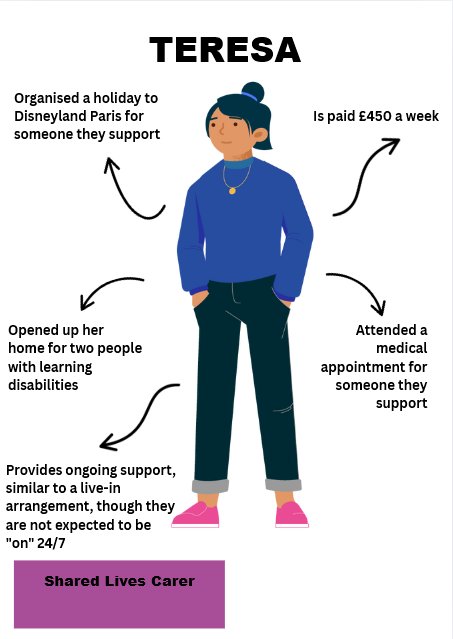 TERESA
Organised a holiday to
Disneyland Paris for
someone they support
Is paid £450 a week
Opened up her
home for two people
with learning
disabilities
Attended a
medical
appointment for
someone they
support
Provides ongoing support,
similar to a live-in
arrangement, though they
are not expected to be
"on" 24/7
Shared Lives Carer